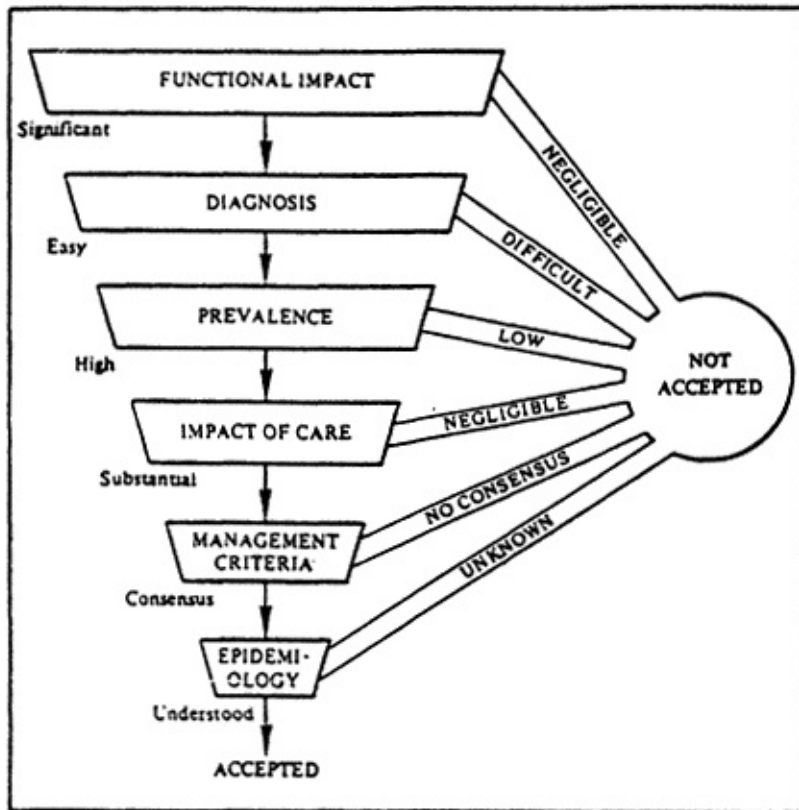 FUNCTIONAL IMPACT
Significant
NEGLIGIBLE
DIAGNOSIS
Easy
DIFFICULT
PREVALENCE
High
LOW
NOT
ACCEPTED
IMPACT OF CARE
Substantial
NEGLIGIBLE
MANAGEMENT
CRITERIA
Consensus
NO CONSENSUS
EPIDEMI-
OLOGY
Understood
UNKNOWN
ACCEPTED